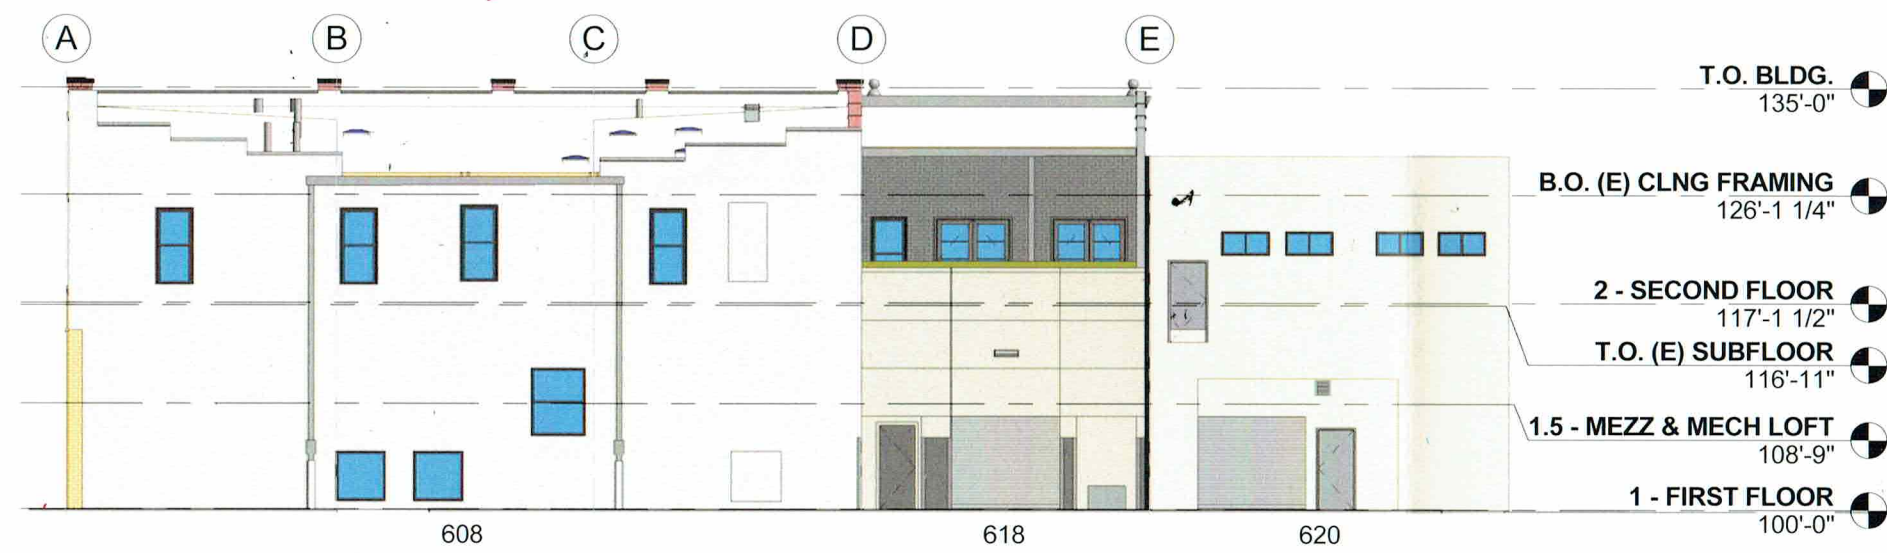 A
B
C
D
E
T.O. BLDG.
135'-0"
B.O. (E) CLNG FRAMING
126'-1 1/4"
2 - SECOND FLOOR
117'-1 1/2"
T.O. (E) SUBFLOOR
116'-11"
1.5 - MEZZ & MECH LOFT
108'-9"
1 - FIRST FLOOR
100'-0"
608
618
620